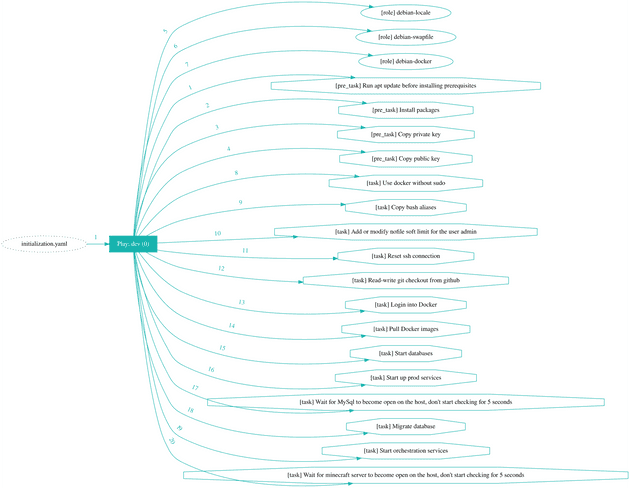 5
[role] debian-locale
6
[role] debian-swapfile
7
[role] debian-docker
1
[pre_task] Run apt update before installing prerequisites
2
[pre_task] Install packages
3
[pre_task] Copy private key
4
[pre_task] Copy public key
8
[task] Use docker without sudo
9
[task] Copy bash aliases
10
[task] Add or modify nofile soft limit for the user admin
initialization.yaml
1
Play: dev (0)
11
[task] Reset ssh connection
12
[task] Read-write git checkout from github
13
[task] Login into Docker
14
[task] Pull Docker images
15
[task] Start databases
16
[task] Start up prod services
17
[task] Wait for MySql to become open on the host, don't start checking for 5 seconds
18
[task] Migrate database
19
[task] Start orchestration services
20
[task] Wait for minecraft server to become open on the host, don't start checking for 5 seconds